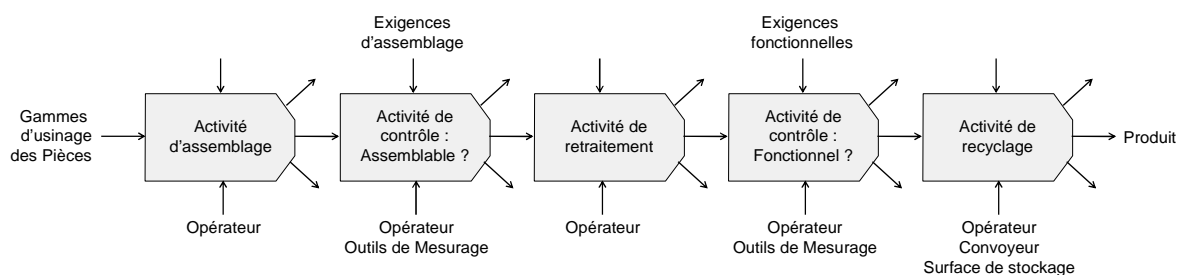 Exigences
d'assemblage
Exigences
fonctionnelles
Gammes
d'usinage
des Pièces
Activité
d'assemblage
Activité de
contrôle :
Assemblable ?
Activité de
retraitement
Activité de
contrôle :
Fonctionnel ?
Activité de
recyclage
Produit
Opérateur
Opérateur
Outils de Mesurage
Opérateur
Opérateur
Outils de Mesurage
Opérateur
Convoyeur
Surface de stockage